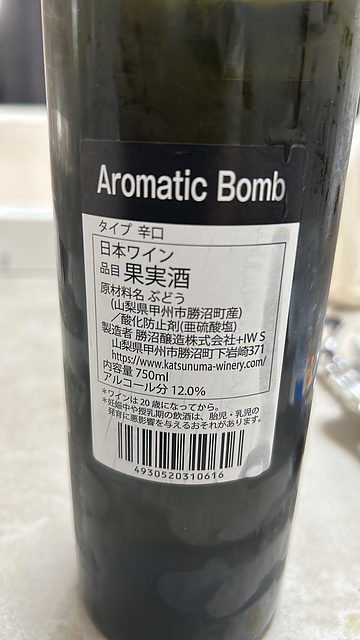 Aromatic Bomb
タイプ 辛口
日本ワイン
品目 果実酒
原材料名 ぶどう
(山梨県甲州市勝沼町産)
/酸化防止剤(亜硫酸塩)
製造者 勝沼醸造株式会社+IW S
山梨県甲州市勝沼町下岩崎371
https://www.katsunuma-winery.com/
内容量 750ml
アルコール分 12.0%
*ワインは20歳になってから。
*妊娠中や授乳期の飲酒は、胎児・乳児の
発育に悪影響を与えるおそれがあります。
4930520310616